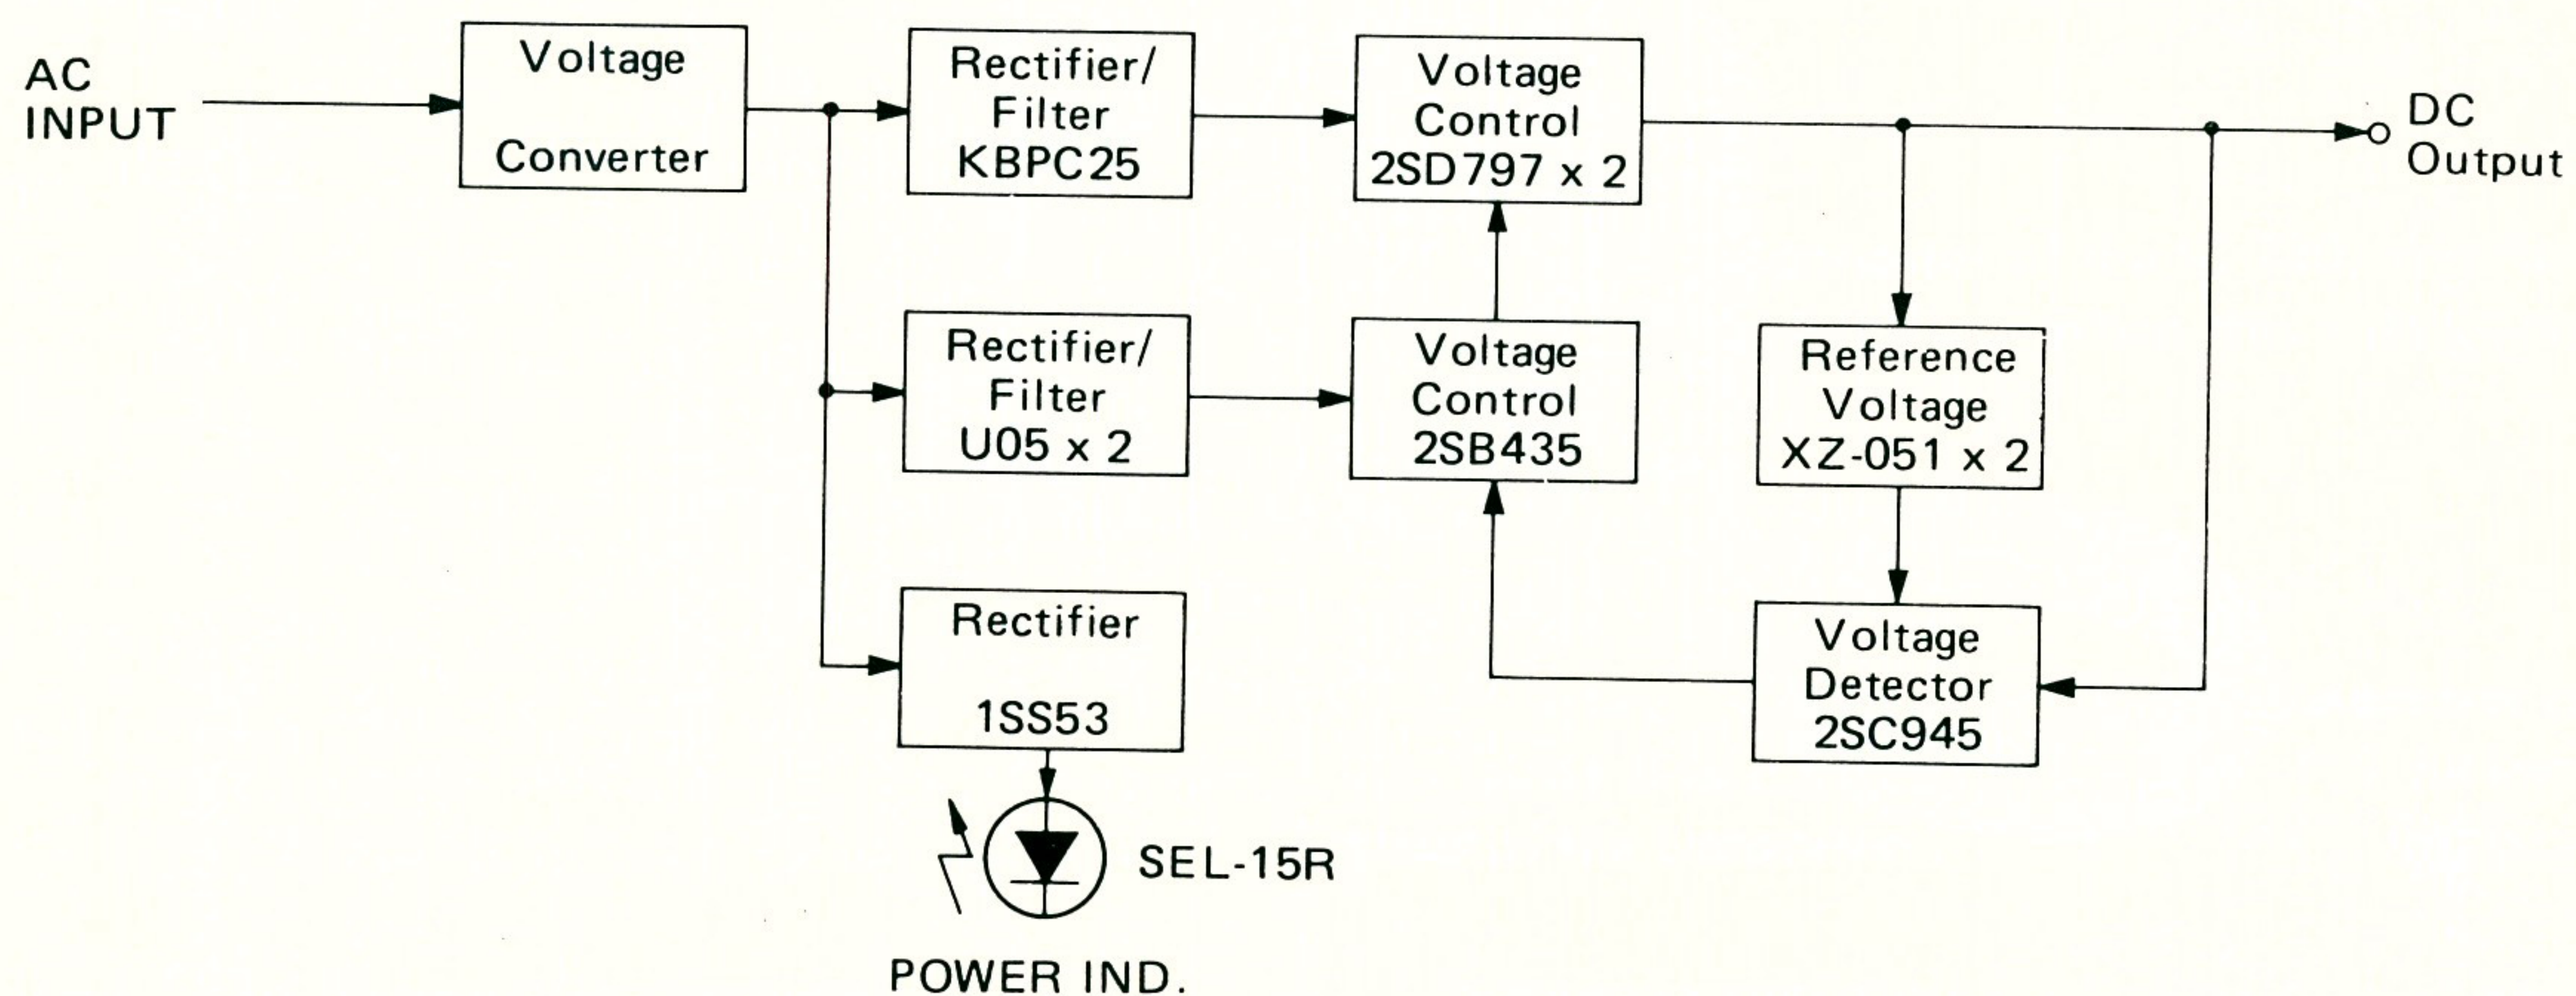 AC
INPUT
Voltage
Converter
Rectifier/
Filter
KBPC25
Voltage
Control
2SD797 x 2
DC
Output
Rectifier/
Filter
U05 x 2
Voltage
Control
2SB435
Reference
Voltage
XZ-051 x 2
Rectifier
1SS53
Voltage
Detector
2SC945
SEL-15R
POWER IND.